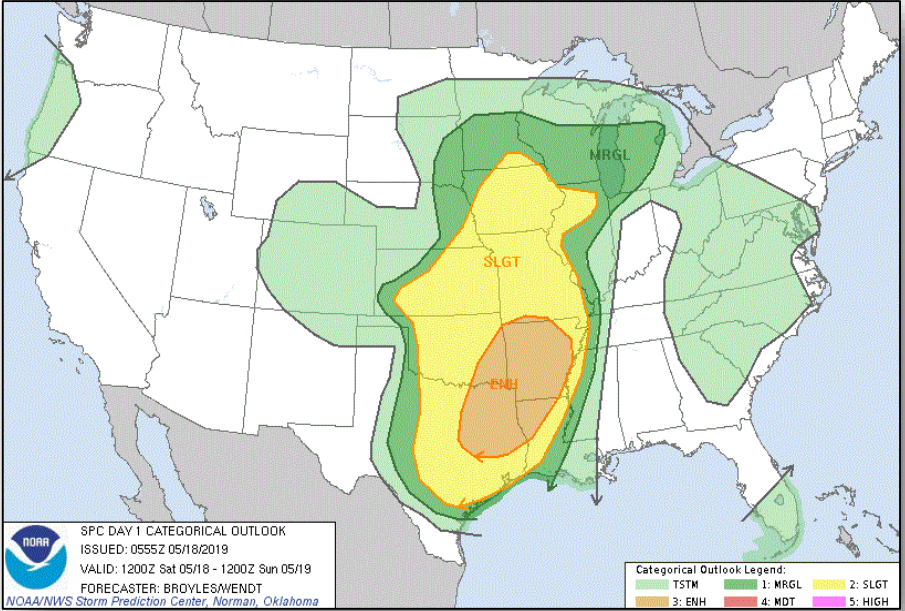 MRGL
SLGT
ENH
NOAA
SPC DAY 1 CATEGORICAL OUTLOOK
ISSUED: 0555Z 05/18/2019
VALID: 1200Z Sat 05/18 - 1200Z Sun 05/19
FORECASTER: BROYLES/WENDT
NOAA/NWS Storm Prediction Center, Norman, Oklahoma
Categorical Outlook Legend:
TSTM 1: MRGL 2: SLGT
3: ENH 4: MDT 5: HIGH